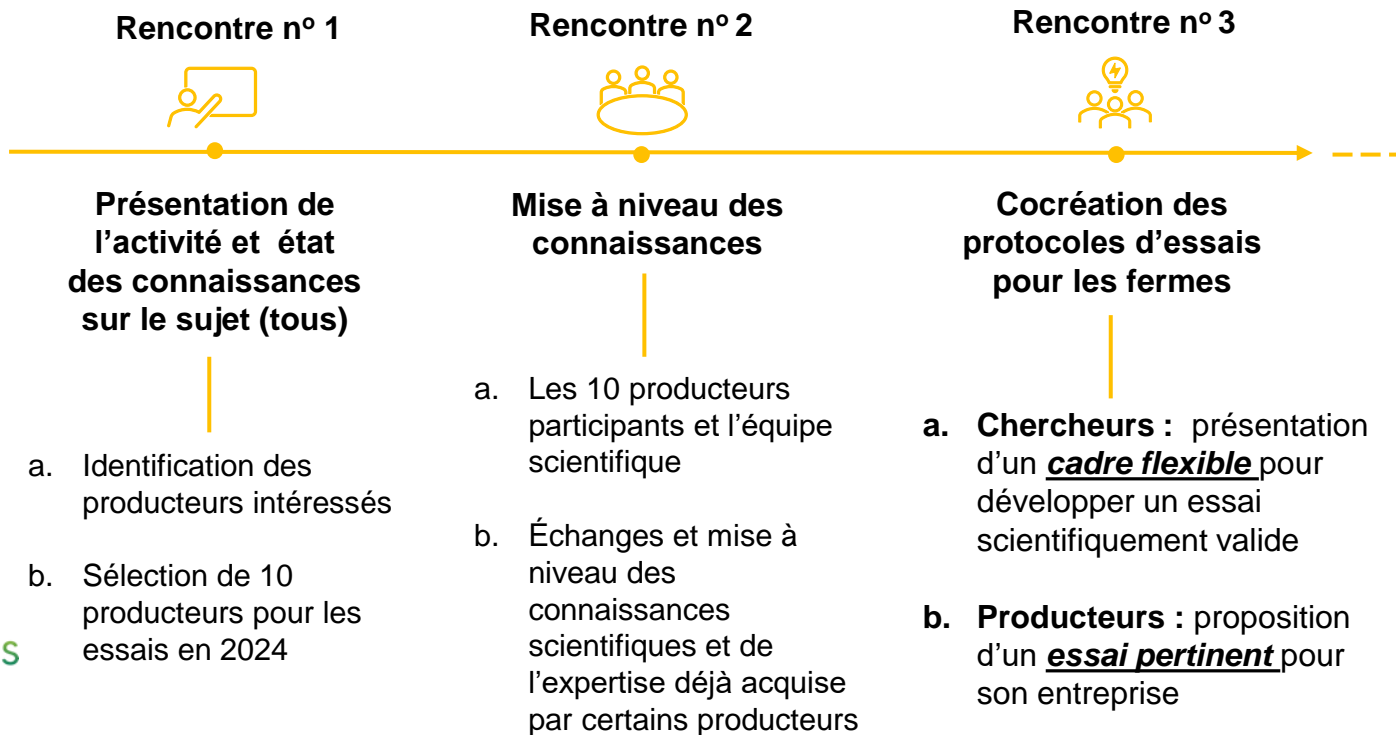 Rencontre nº 1
Présentation de
l’activité et état
des connaissances
sur le sujet (tous)
a. Identification des
producteurs intéressés
b. Sélection de 10
producteurs pour les
essais en 2024
Rencontre nº 2
Mise à niveau des
connaissances
a. Les 10 producteurs
participants et l’équipe
scientifique
b. Échanges et mise à
niveau des
connaissances
scientifiques et de
l’expertise déjà acquise
par certains producteurs
Rencontre nº 3
Cocréation des
protocoles d’essais
pour les fermes
a. Chercheurs : présentation
d’un cadre flexible pour
développer un essai
scientifiquement valide
b. Producteurs : proposition
d’un essai pertinent pour
son entreprise
s